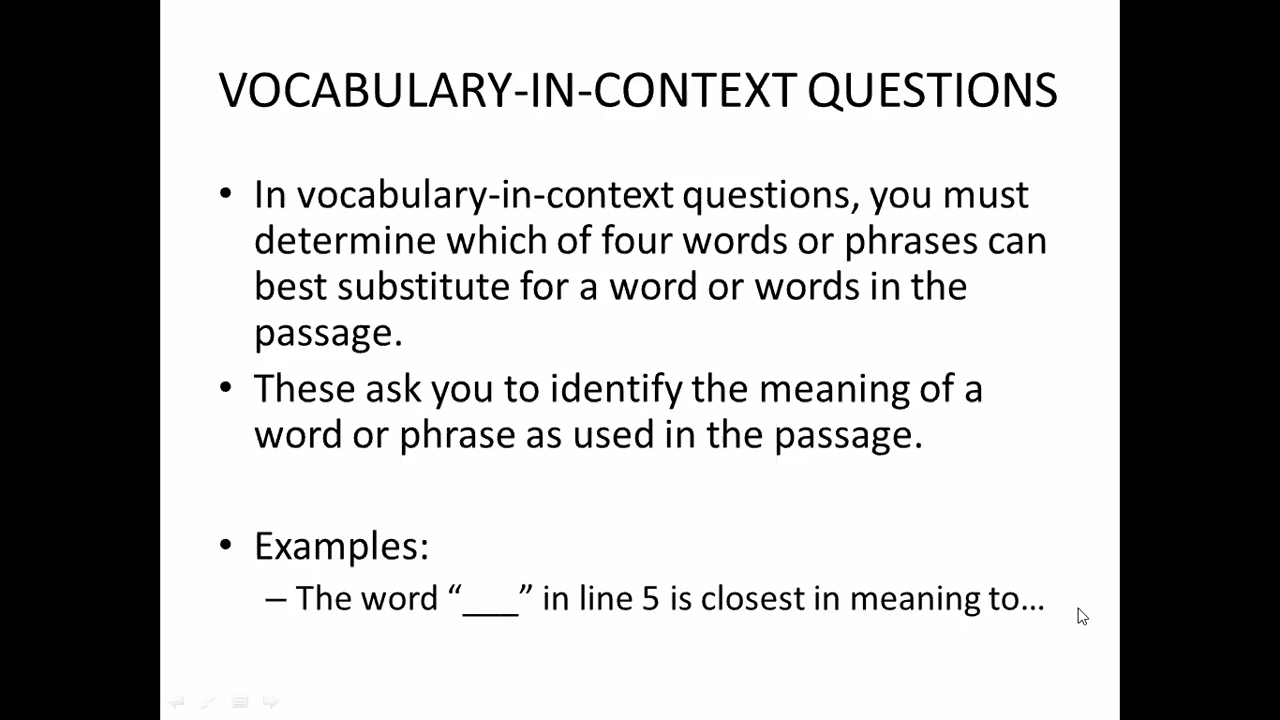 VOCABULARY-IN-CONTEXT QUESTIONS
• In vocabulary-in-context questions, you must
determine which of four words or phrases can
best substitute for a word or words in the
passage.
• These ask you to identify the meaning of a
word or phrase as used in the passage.
• Examples:
– The word “___” in line 5 is closest in meaning to…